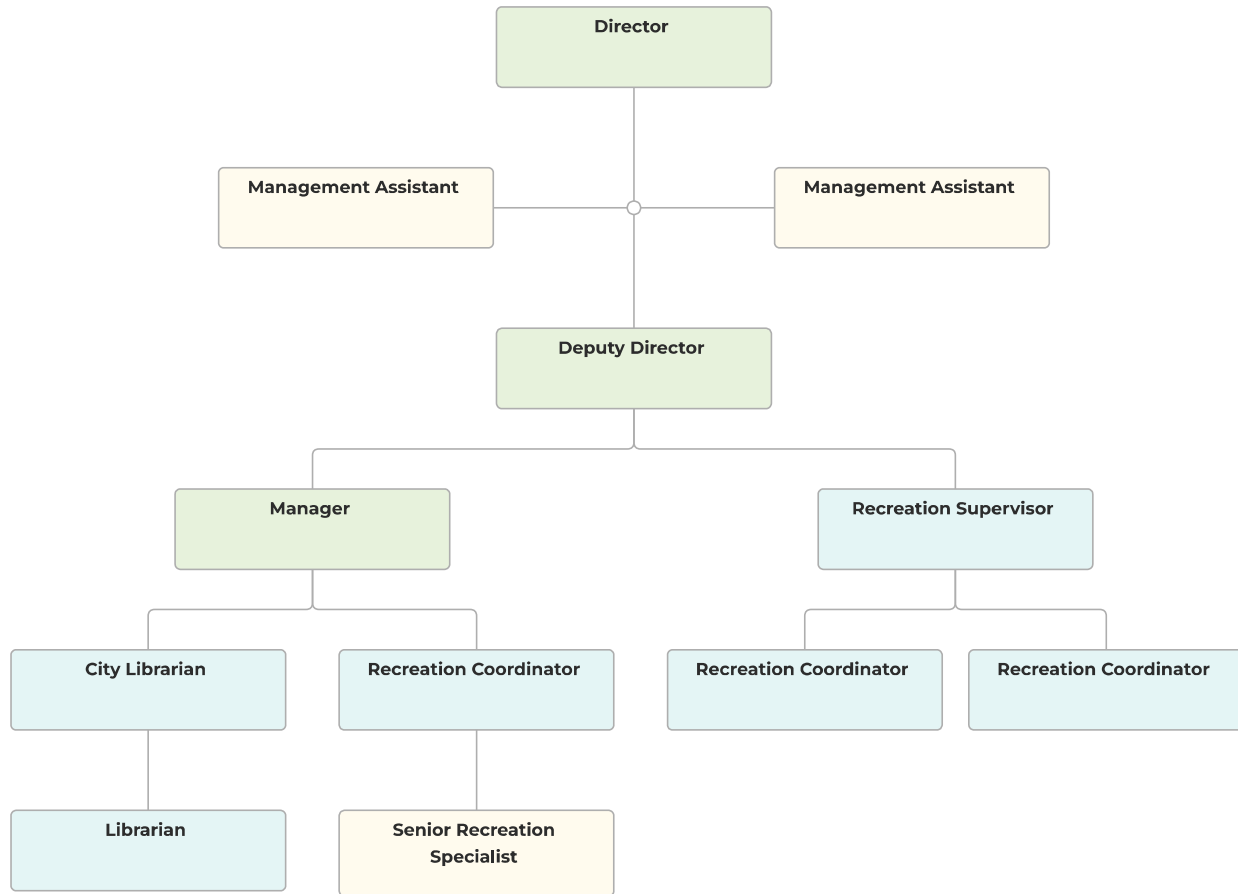 Director
Management Assistant
Management Assistant
Deputy Director
Manager
Recreation Supervisor
City Librarian
Recreation Coordinator
Recreation Coordinator
Recreation Coordinator
Librarian
Senior Recreation
Specialist